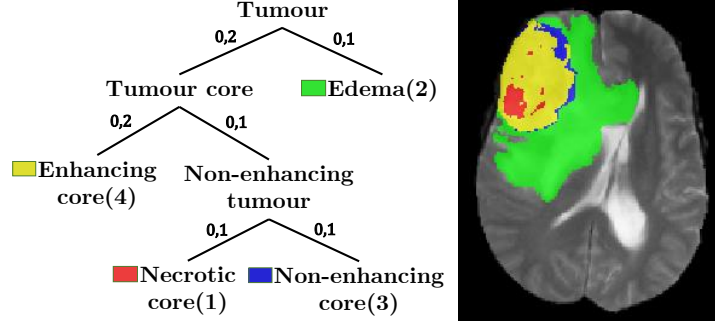 Tumour
0,2
0,1
Tumour core
Edema(2)
0,2
0,1
Enhancing
core(4)
Non-enhancing
tumour
0,1
0,1
Necrotic
core(1)
Non-enhancing
core(3)